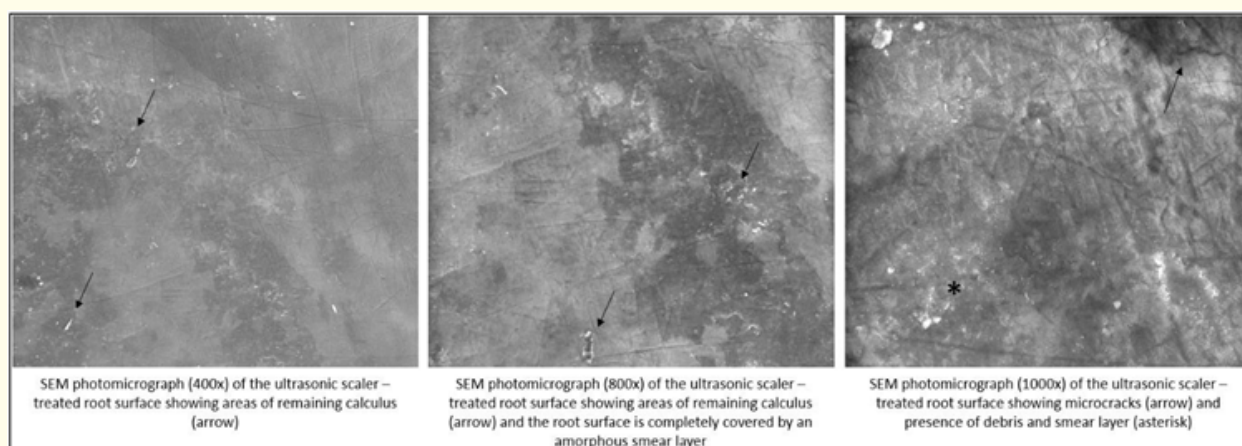 SEM photomicrograph (400x) of the ultrasonic scaler –
treated root surface showing areas of remaining calculus
(arrow)
SEM photomicrograph (800x) of the ultrasonic scaler –
treated root surface showing areas of remaining calculus
(arrow) and the root surface is completely covered by an
amorphous smear layer
SEM photomicrograph (1000x) of the ultrasonic scaler –
treated root surface showing microcracks (arrow) and
presence of debris and smear layer (asterisk)